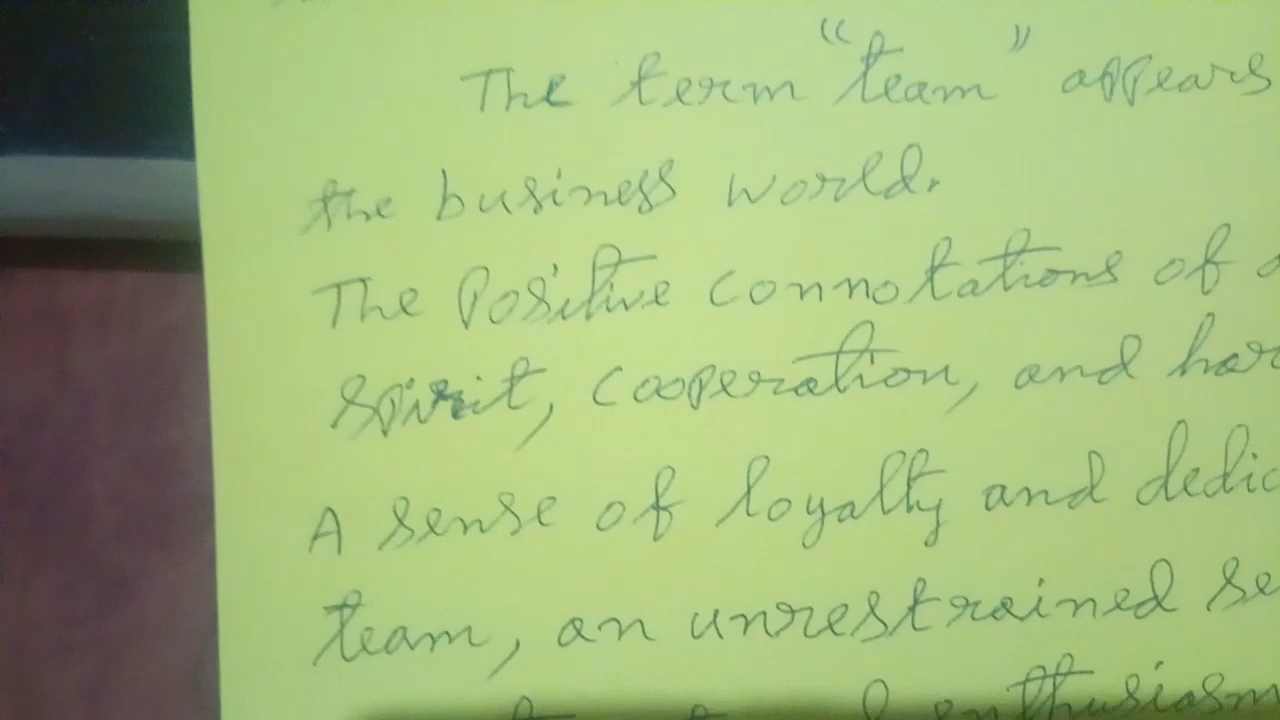 The term "team" appears
the business world.
The Positive connotations of
spirit, cooperation, and
A sense of loyalty and
team, an unrestrained
enthusiasm